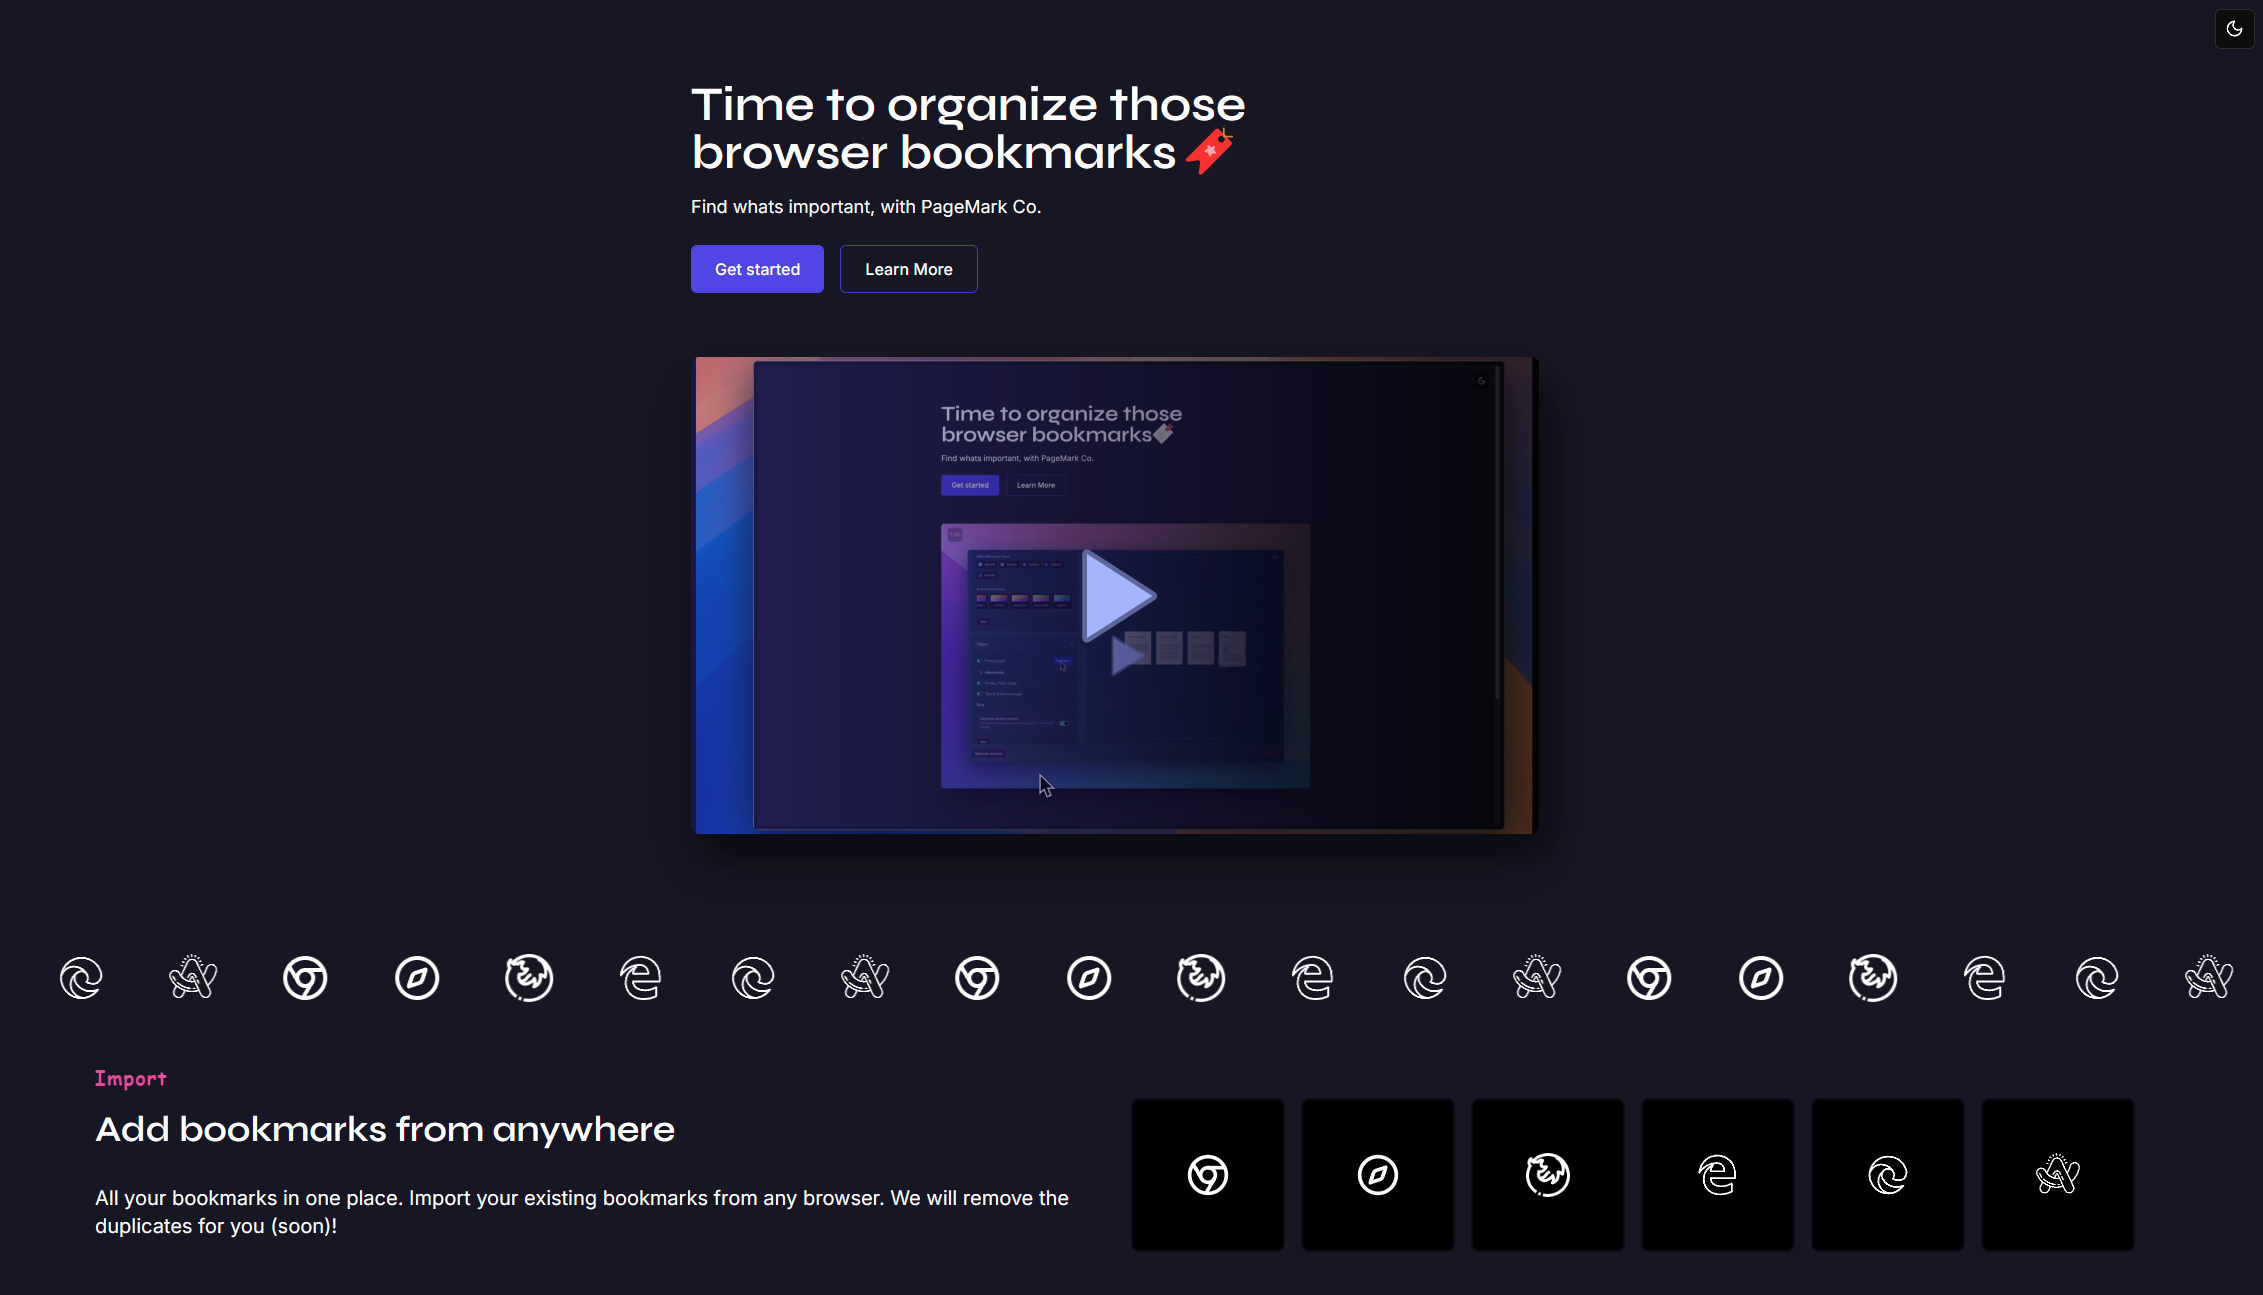 Time to organize those
browser bookmarks
Find whats important, with PageMark Co.
Get started
Learn More
Time to organize those
browser bookmarks
Find whats important, with PageMark Co.
Get started
Learn More
Import
Add bookmarks from anywhere
All your bookmarks in one place. Import your existing bookmarks from any browser. We will remove the
duplicates for you (soon)!